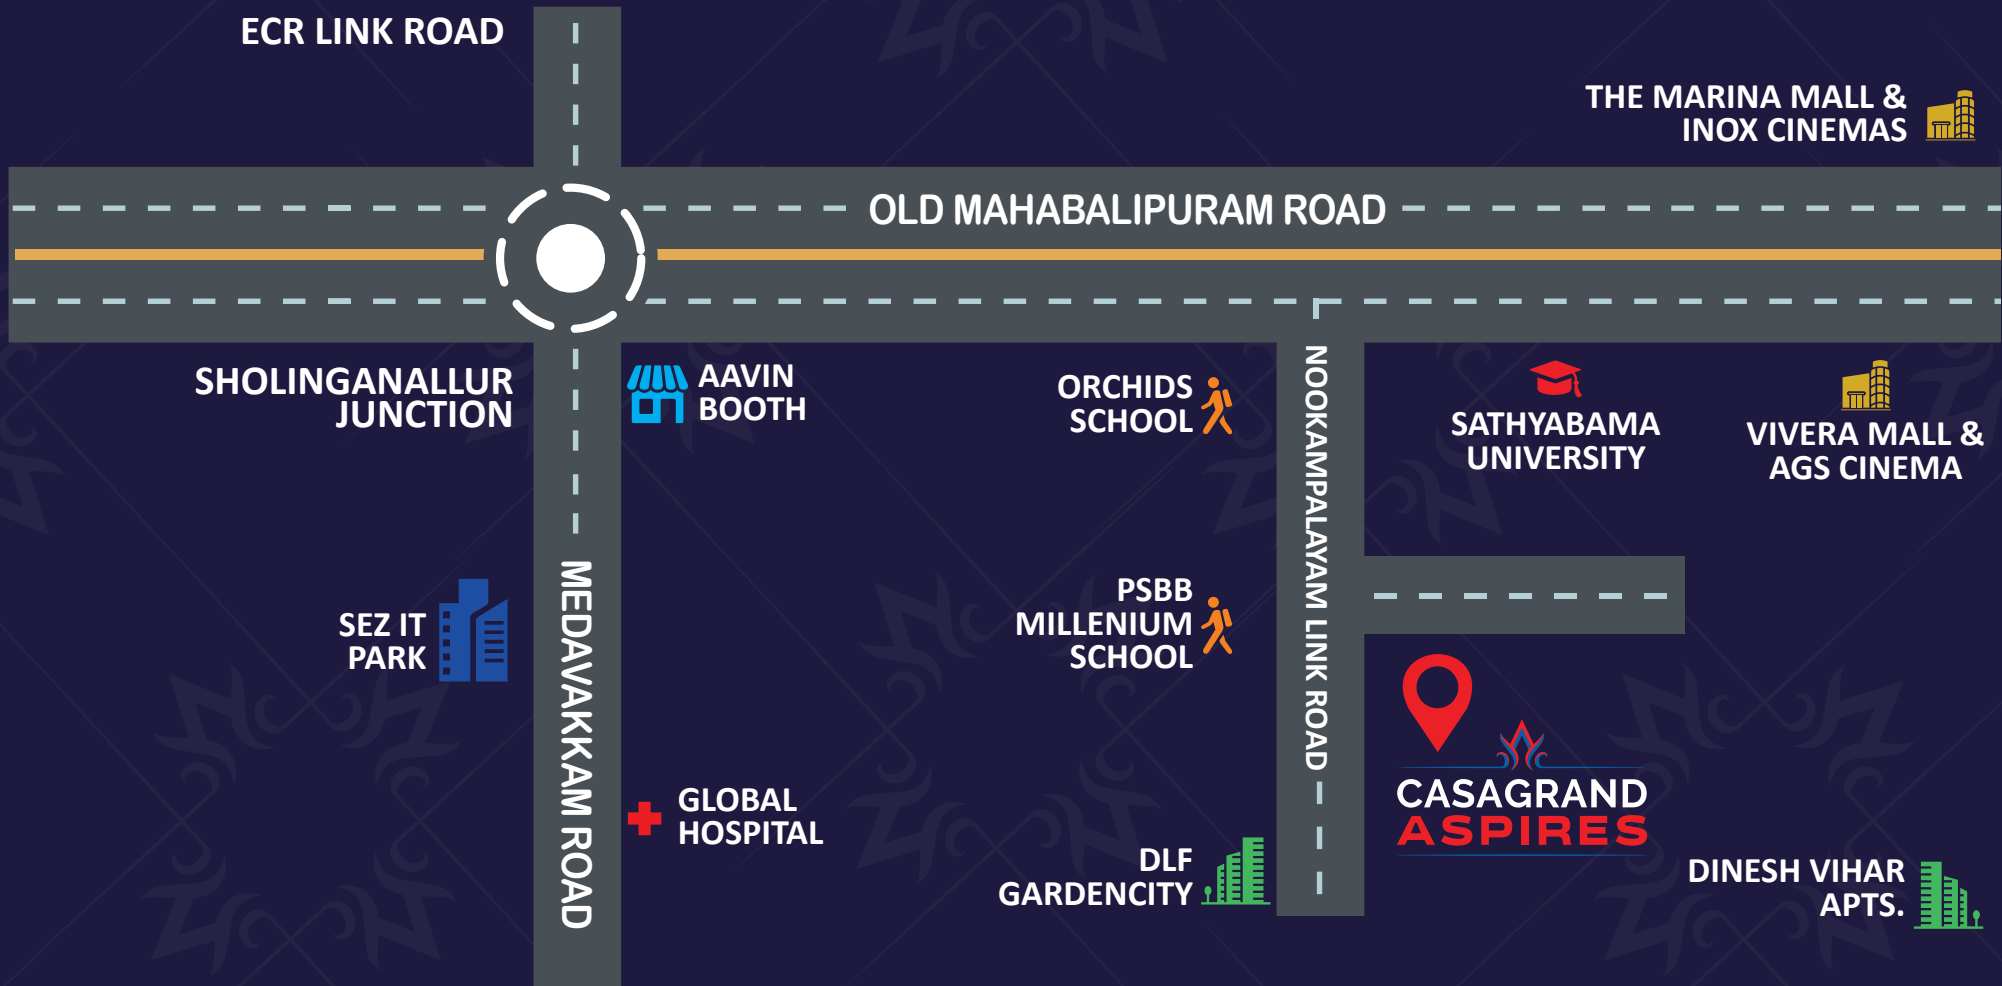 ECR LINK ROAD
THE MARINA MALL &
INOX CINEMAS
OLD MAHABALIPURAM ROAD
SHOLINGANALLUR
JUNCTION
AAVIN
BOOTH
ORCHIDS
SCHOOL
NOOKAMPALAYAM LINK ROAD
SATHYABAMA
UNIVERSITY
VIVERA MALL &
AGS CINEMA
SEZ IT
PARK
MEDAVAKKAM ROAD
PSBB
MILLENIUM
SCHOOL
GLOBAL
HOSPITAL
DLF
GARDENCITY
CASAGRAND
ASPIRES
DINESH VIHAR
APTS.